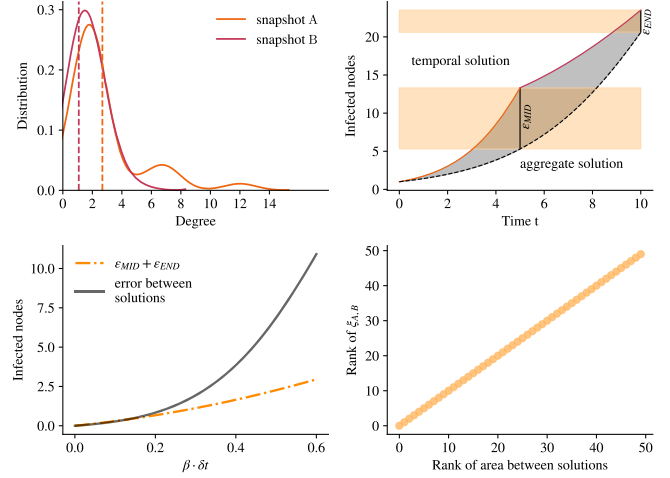 snapshot A
snapshot B
Distribution
0.3
0.2
0.1
0.0
0 2 4 6 8 10 12 14
Degree
temporal solution
aggregate solution
ε_MID
ε_END
Infected nodes
20
15
10
5
0
0 2 4 6 8 10
Time t
ε_MID + ε_END
error between
solutions
Infected nodes
10.0
7.5
5.0
2.5
0.0
0.0 0.2 0.4 0.6
β · δt
Rank of ξ_A,B
50
40
30
20
10
0
0 10 20 30 40 50
Rank of area between solutions